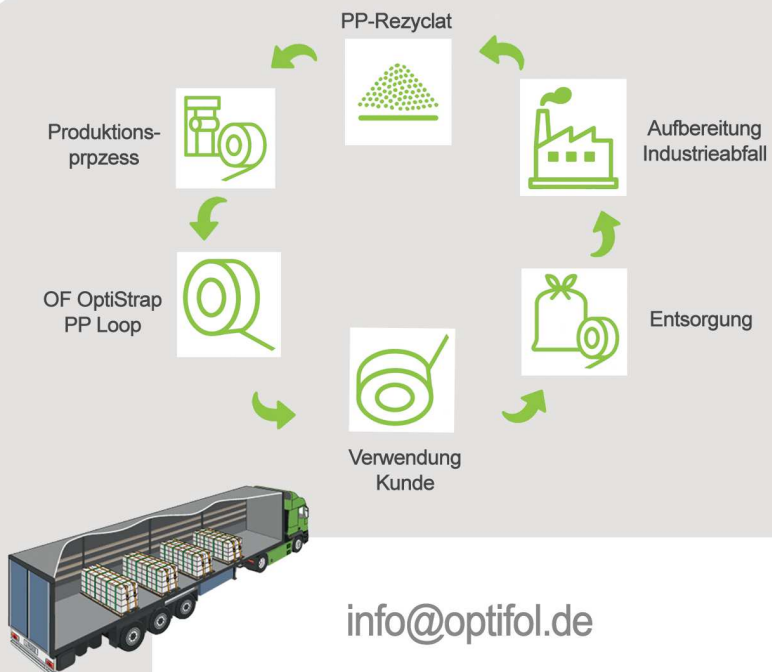 PP-Rezyclat
Produktions-
prpzess
Aufbereitung
Industrieabfall
OF OptiStrap
PP Loop
Entsorgung
Verwendung
Kunde
info@optifol.de